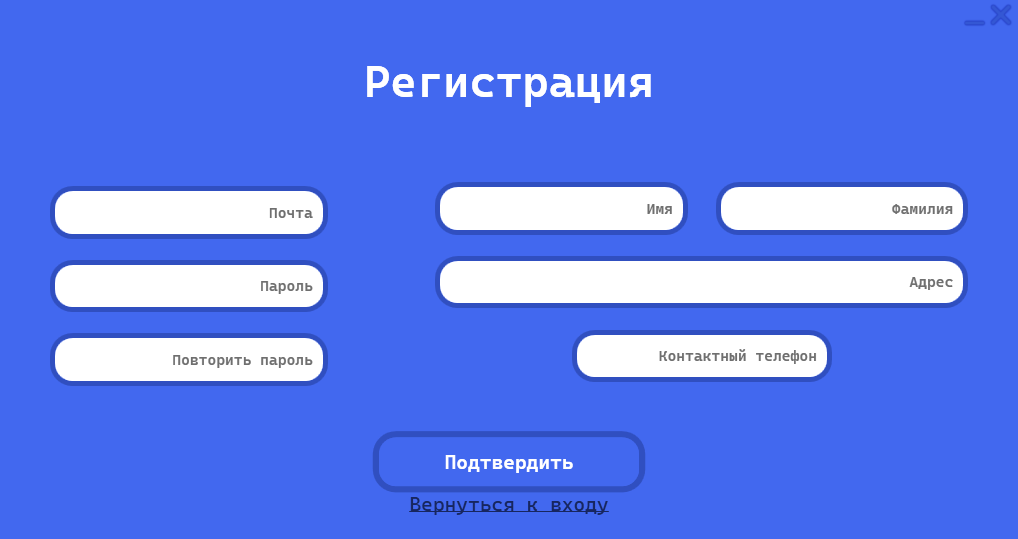 Регистрация
Почта
Имя
Фамилия
Пароль
Адрес
Повторить пароль
Контактный телефон
Подтвердить
Вернуться к входу